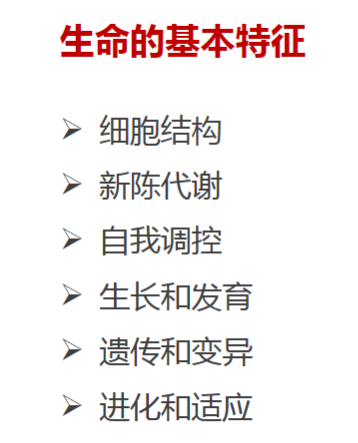 生命的基本特征
➢ 细胞结构
➢ 新陈代谢
➢ 自我调控
➢ 生长和发育
➢ 遗传和变异
➢ 进化和适应